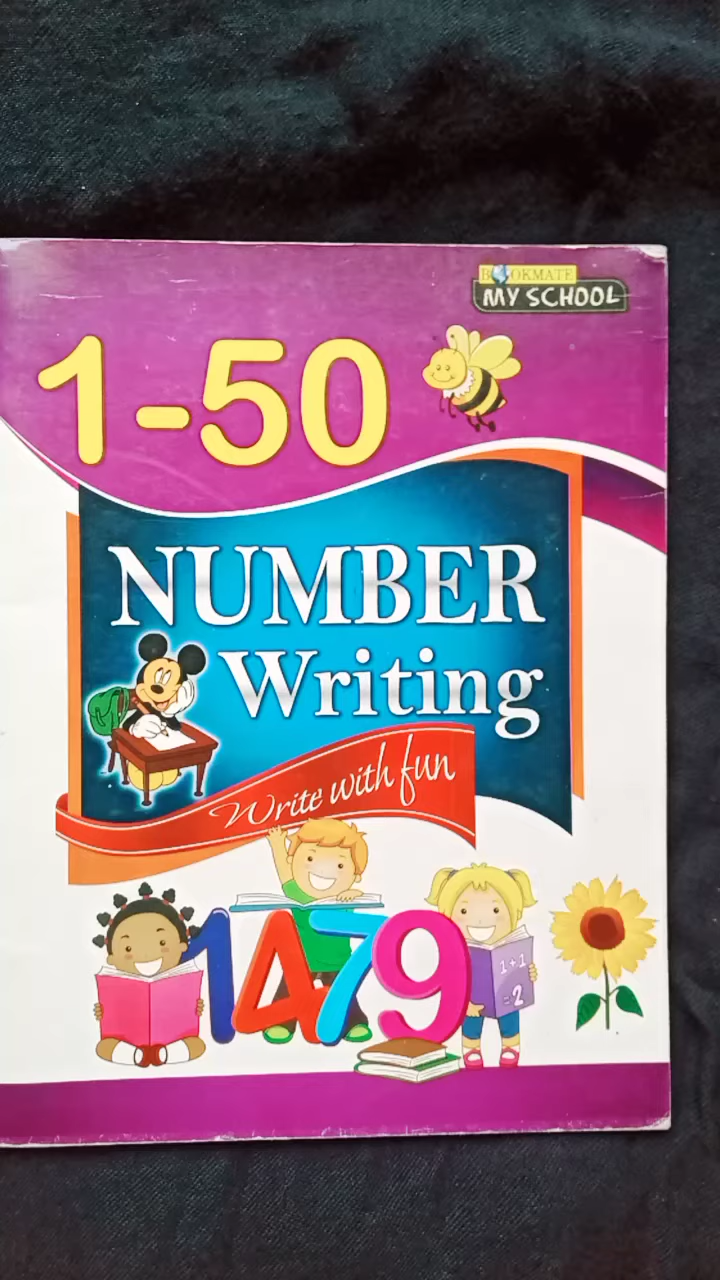 BOOKMATE
MY SCHOOL
1-50
NUMBER
Writing
Write with fun
1479
1+1
=2